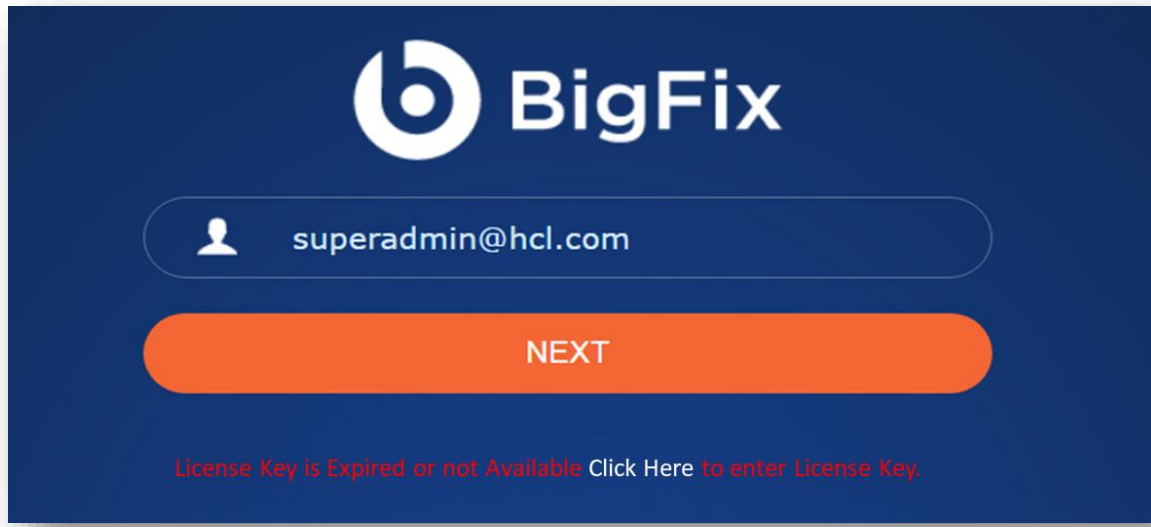 BigFix
superadmin@hcl.com
NEXT
License Key is Expired or not Available Click Here to enter License Key.